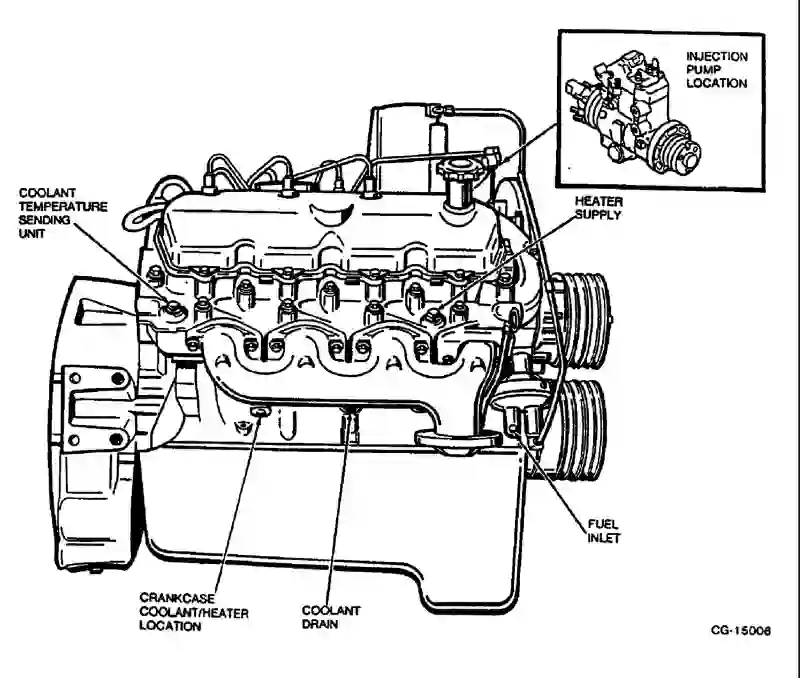 INJECTION
PUMP
LOCATION
COOLANT
TEMPERATURE
SENDING
UNIT
HEATER
SUPPLY
FUEL
INLET
CRANKCASE
COOLANT/HEATER
LOCATION
COOLANT
DRAIN
CG-15006